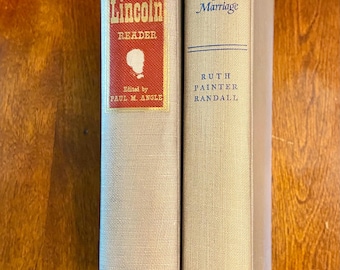 Lincoln
READER
Edited by
PAUL M. ANGLE
Marriage
RUTH
PAINTER
RANDALL